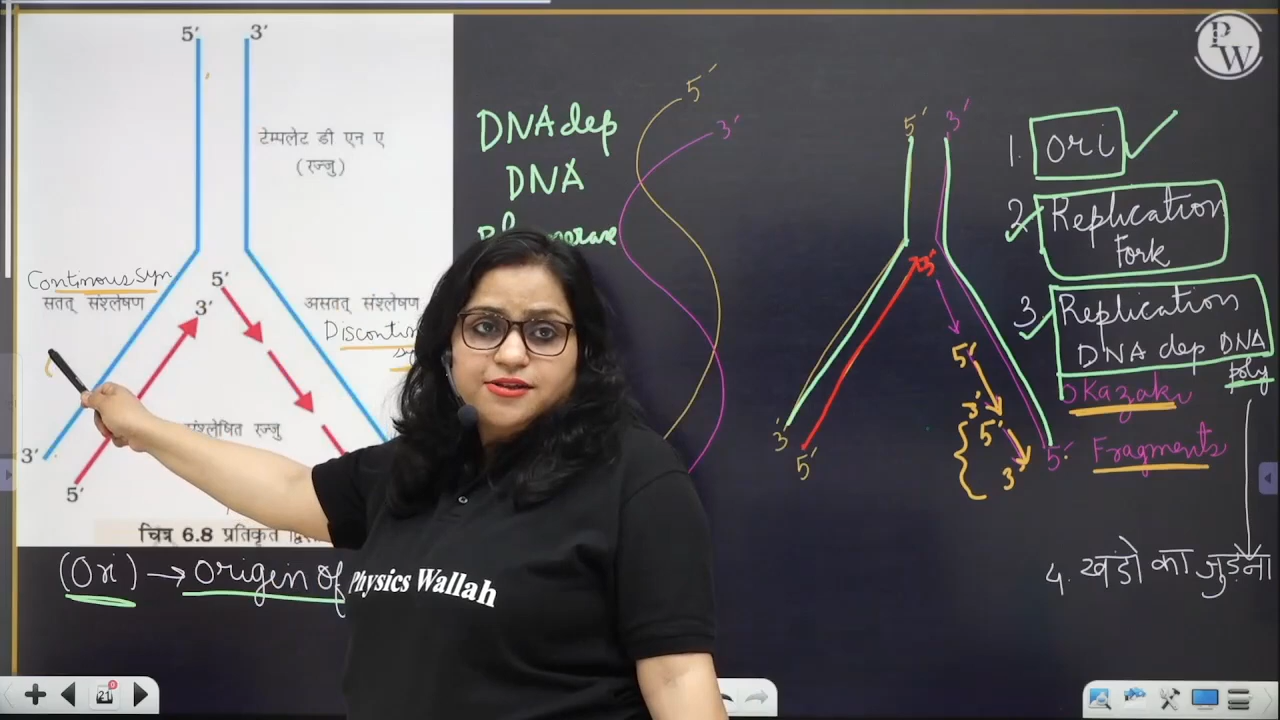 5′ 3′
टेम्पलेट डी एन ए
(रज्जु)
Continous Syn
सतत् संश्लेषण
5′
3′
असतत् संश्लेषण
Discontin
3′
5′
संश्लेषित रज्जु
चित्र 6.8 प्रतिकृत
(Ori) → Origin of
DNA dep
DNA
5′
3′
5′ 3′
3′
3′
5′
5′
3′
5′
3′
5′
1. Ori
2 Replication
Fork
3 Replication
DNA dep DNA
poly
Okazaki
Fragments
4. खंडो का जुड़ना
Physics Wallah
PW
21